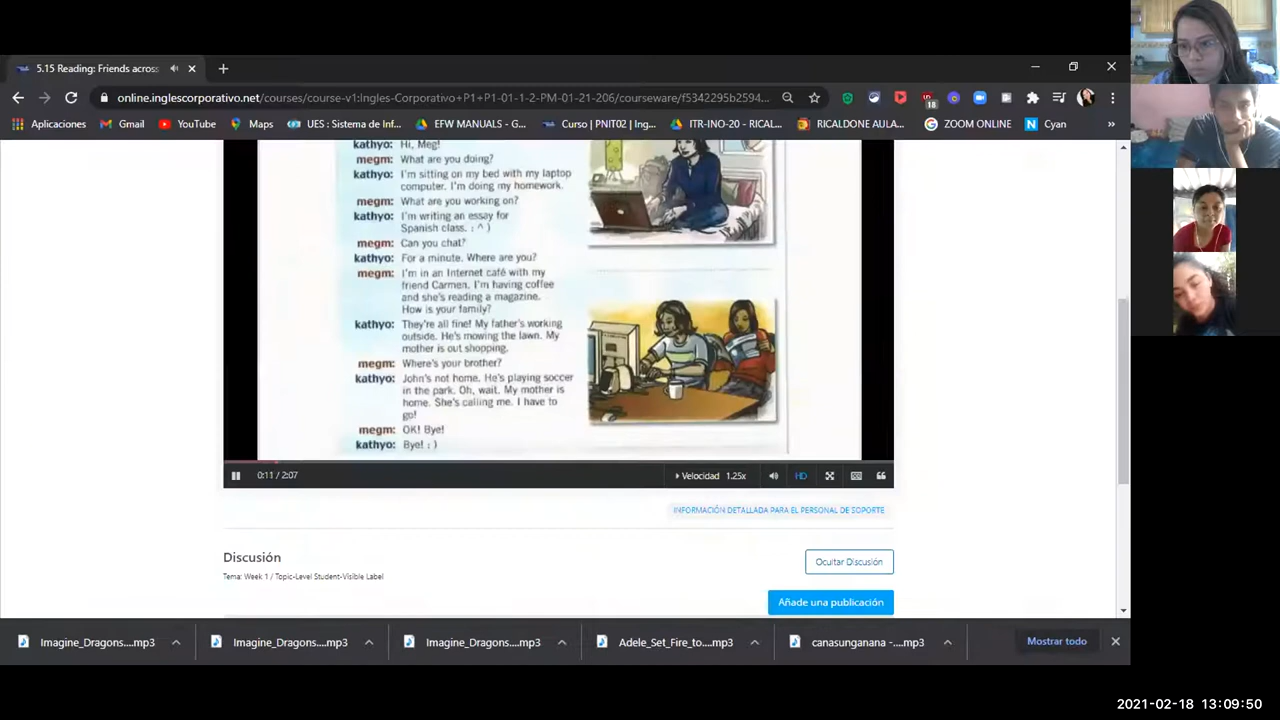 5.15 Reading: Friends across
online.inglescorporativo.net/courses/course-v1:Ingles-Corporativo+P1+P1-01-1-2-PM-01-21-206/courseware/f5342295b2594...
18
Aplicaciones
Gmail
YouTube
Maps
UES : Sistema de Inf...
EFW MANUALS - G...
Curso | PNIT02 | Ing...
ITR-INO-20 - RICAL...
RICALDONE AULA...
ZOOM ONLINE
Cyan
»
kathyo: Hi, Meg!
megm: What are you doing?
kathyo: I'm sitting on my bed with my laptop
computer. I'm doing my homework.
megm: What are you working on?
kathyo: I'm writing an essay for
Spanish class. : ^ )
megm: Can you chat?
kathyo: For a minute. Where are you?
megm: I'm in an Internet café with my
friend Carmen. I'm having coffee
and she's reading a magazine.
How is your family?
kathyo: They're all fine! My father's working
outside. He's mowing the lawn. My
mother is out shopping.
megm: Where's your brother?
kathyo: John's not home. He's playing soccer
in the park. Oh, wait. My mother is
home. She's calling me. I have to
go!
megm: OK! Bye!
kathyo: Bye! : )
0:11 / 2:07
Velocidad 1.25x
HD
INFORMACIÓN DETALLADA PARA EL PERSONAL DE SOPORTE
Discusión
Ocultar Discusión
Tema: Week 1 / Topic-Level Student-Visible Label
Añade una publicación
Imagine_Dragons....mp3
Imagine_Dragons....mp3
Imagine_Dragons....mp3
Adele_Set_Fire_to....mp3
canasunganana -....mp3
Mostrar todo
2021-02-18 13:09:50